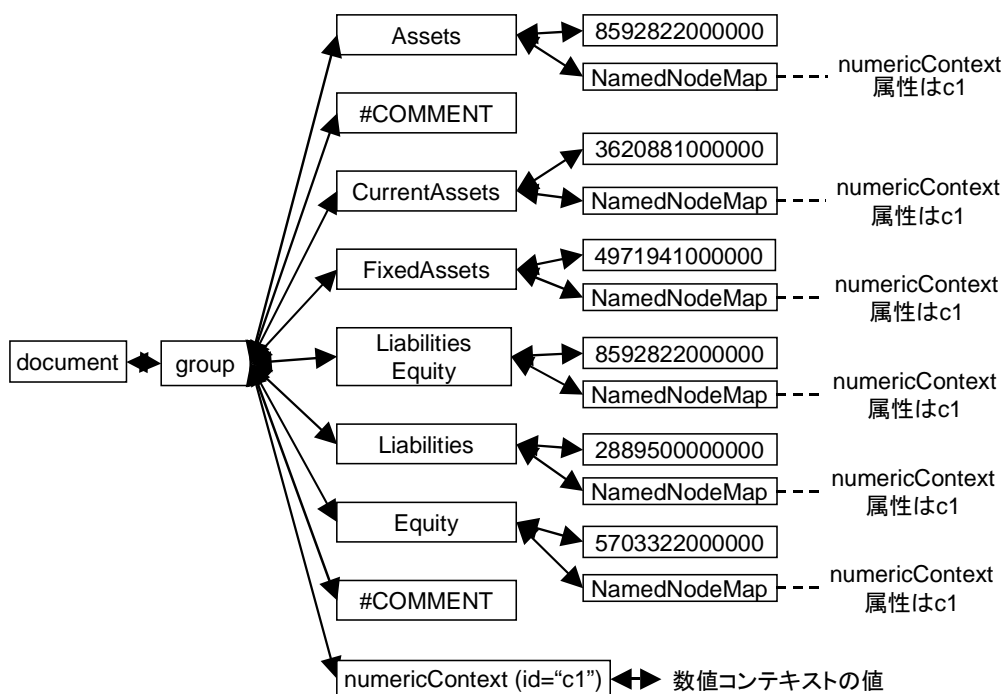 Assets
8592822000000
NamedNodeMap
numericContext
属性はc1
#COMMENT
CurrentAssets
3620881000000
NamedNodeMap
numericContext
属性はc1
FixedAssets
4971941000000
NamedNodeMap
numericContext
属性はc1
document
group
Liabilities
Equity
8592822000000
NamedNodeMap
numericContext
属性はc1
Liabilities
2889500000000
NamedNodeMap
numericContext
属性はc1
Equity
5703322000000
NamedNodeMap
numericContext
属性はc1
#COMMENT
numericContext (id=“c1”)
数値コンテキストの値